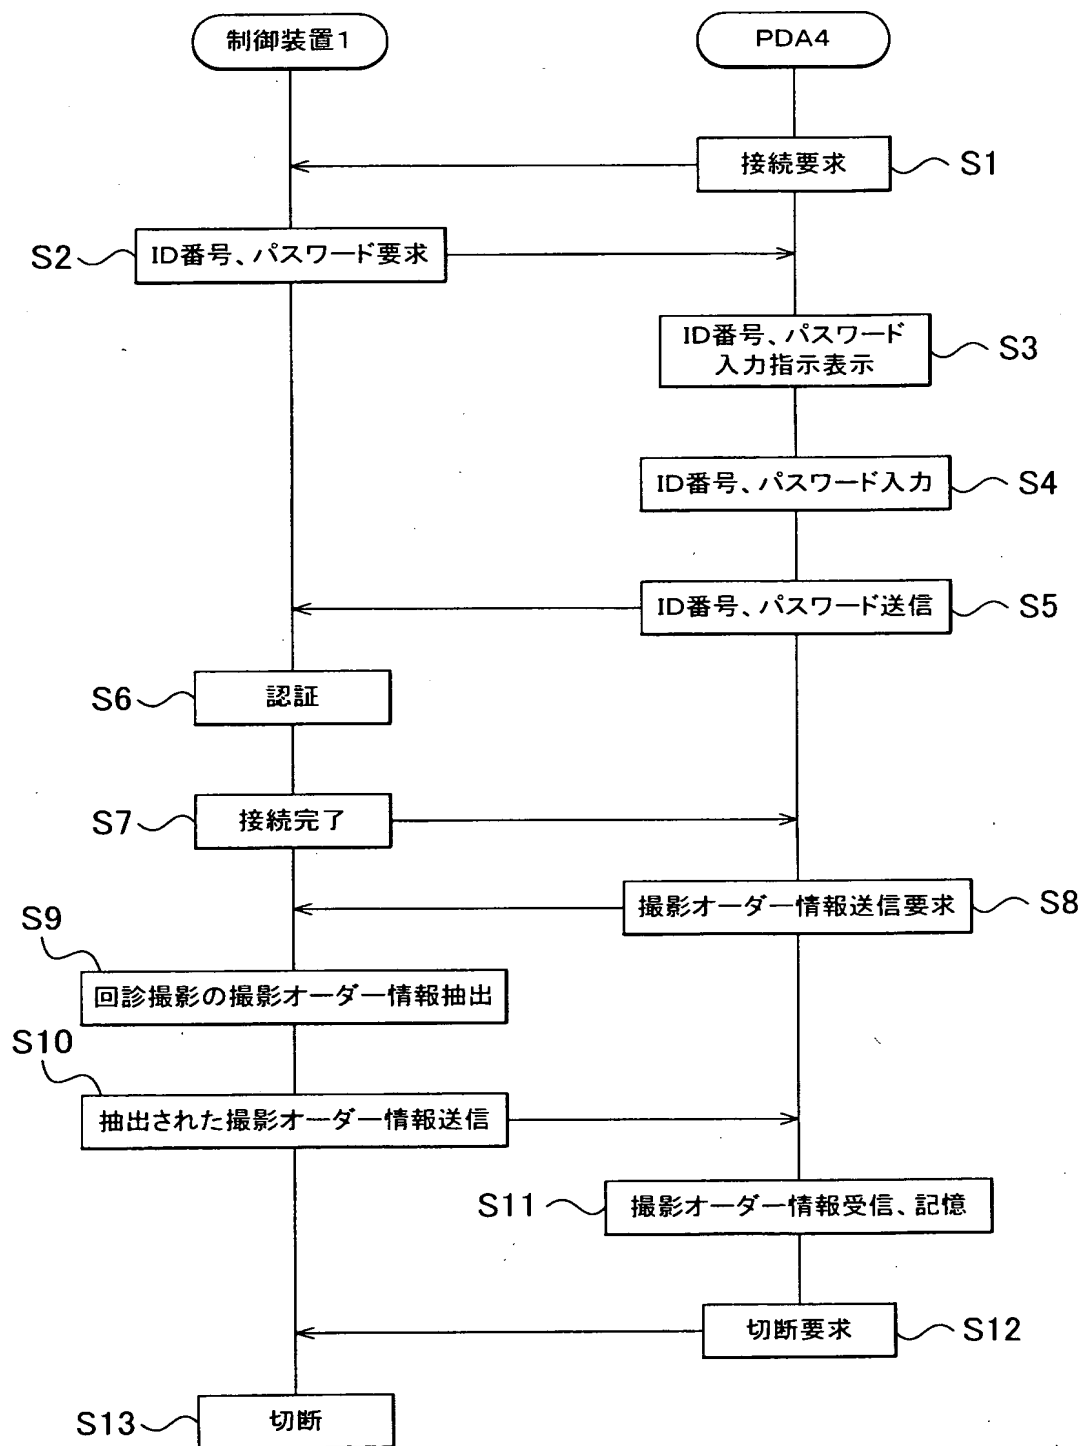 制御装置1
PDA4
接続要求
S1
S2
ID番号、パスワード要求
ID番号、パスワード
入力指示表示
S3
ID番号、パスワード入力
S4
ID番号、パスワード送信
S5
S6
認証
S7
接続完了
撮影オーダー情報送信要求
S8
S9
回診撮影の撮影オーダー情報抽出
S10
抽出された撮影オーダー情報送信
S11
撮影オーダー情報受信、記憶
切断要求
S12
S13
切断